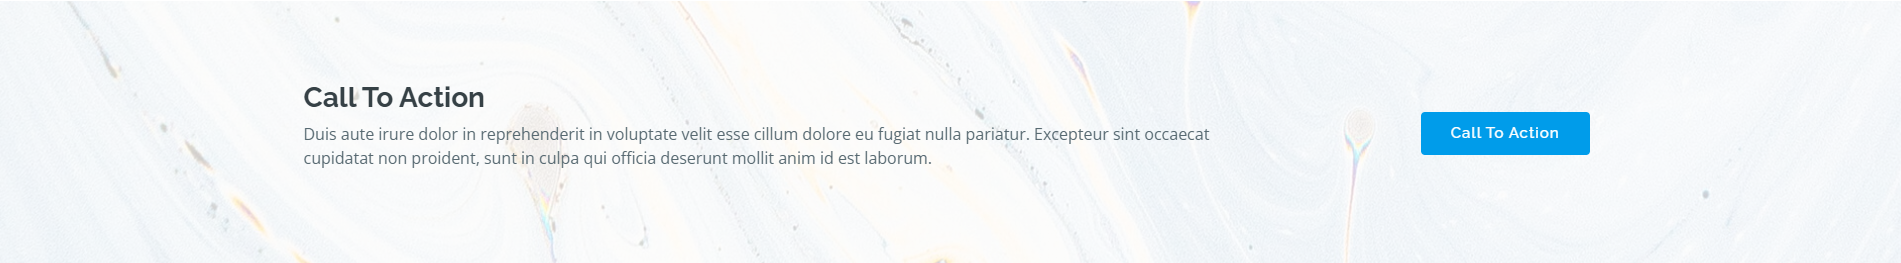 Call To Action
Duis aute irure dolor in reprehenderit in voluptate velit esse cillum dolore eu fugiat nulla pariatur. Excepteur sint occaecat
cupidatat non proident, sunt in culpa qui officia deserunt mollit anim id est laborum.
Call To Action